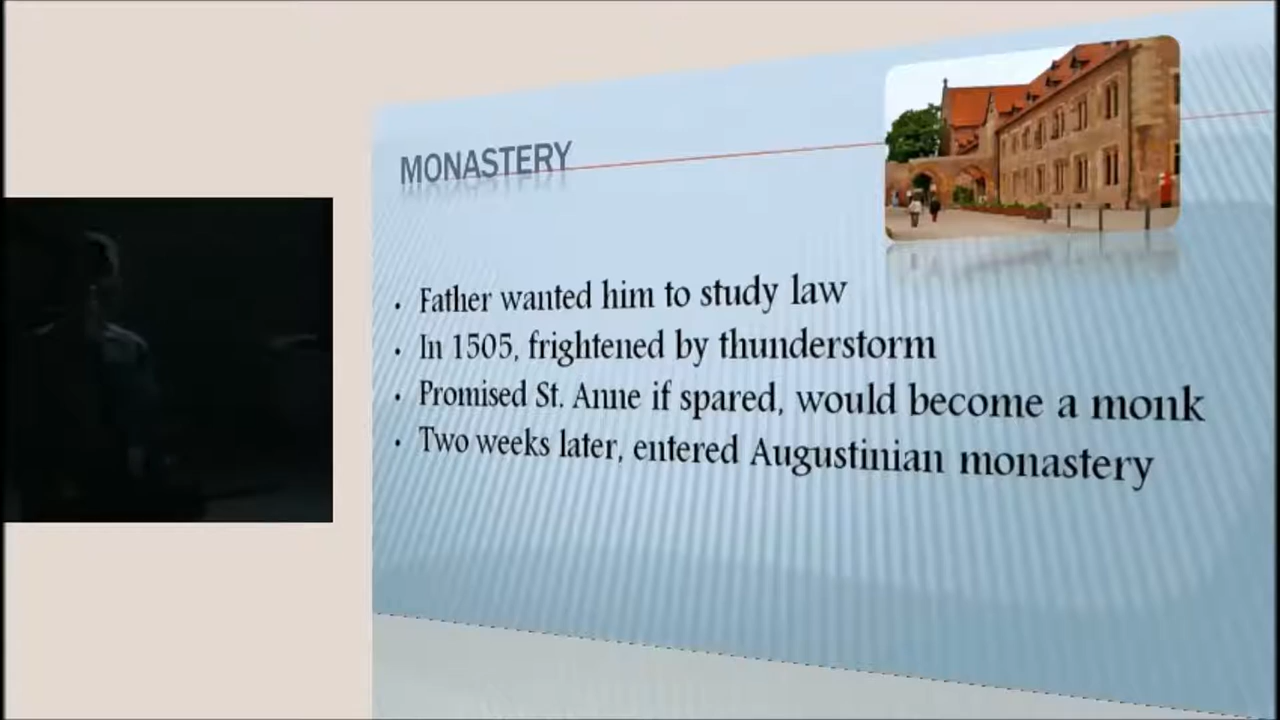 MONASTERY
• Father wanted him to study law
• In 1505, frightened by thunderstorm
• Promised St. Anne if spared, would become a monk
• Two weeks later, entered Augustinian monastery